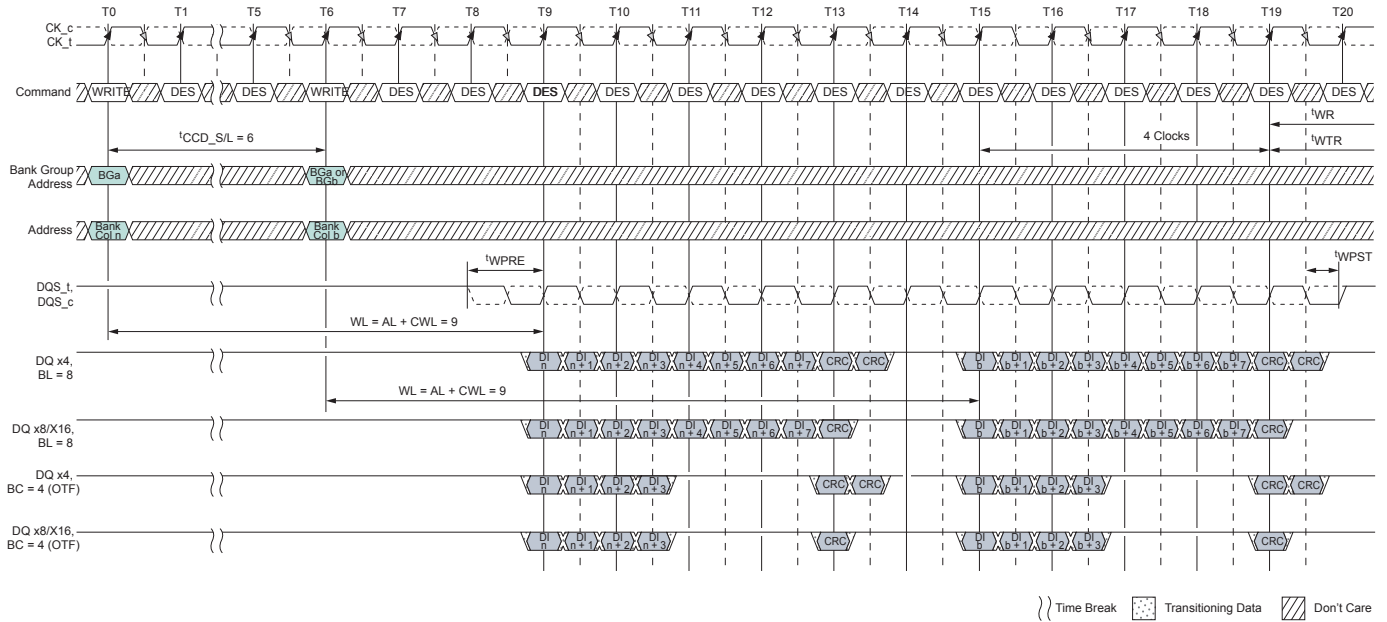 T0 T1 T5 T6 T7 T8 T9 T10 T11 T12 T13 T14 T15 T16 T17 T18 T19 T20
CK_c
CK_t
Command WRITE DES DES WRITE DES DES DES DES DES DES DES DES DES DES DES DES DES DES
tWR
tCCD_S/L = 6
4 Clocks
tWTR
Bank Group
Address
BGa
BGa or
BGb
Address
Bank
Col n
Bank
Col b
tWPRE
tWPST
DQS_t,
DQS_c
WL = AL + CWL = 9
DQ x4,
BL = 8
DI n DI n + 1 DI n + 2 DI n + 3 DI n + 4 DI n + 5 DI n + 6 DI n + 7 CRC CRC DI b DI b + 1 DI b + 2 DI b + 3 DI b + 4 DI b + 5 DI b + 6 DI b + 7 CRC CRC
WL = AL + CWL = 9
DQ x8/X16,
BL = 8
DI n DI n + 1 DI n + 2 DI n + 3 DI n + 4 DI n + 5 DI n + 6 DI n + 7 CRC DI b DI b + 1 DI b + 2 DI b + 3 DI b + 4 DI b + 5 DI b + 6 DI b + 7 CRC
DQ x4,
BC = 4 (OTF)
DI n DI n + 1 DI n + 2 DI n + 3 CRC CRC DI b DI b + 1 DI b + 2 DI b + 3 CRC CRC
DQ x8/X16,
BC = 4 (OTF)
DI n DI n + 1 DI n + 2 DI n + 3 CRC DI b DI b + 1 DI b + 2 DI b + 3 CRC
Time Break Transitioning Data Don't Care